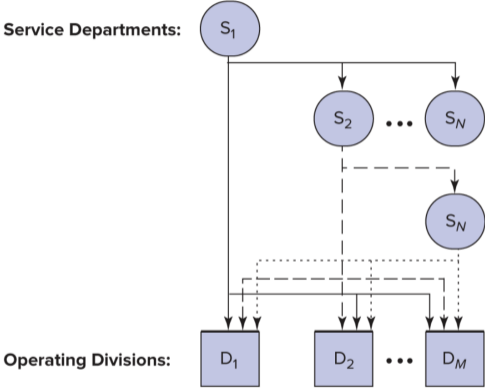 Service Departments: S1
S2 ••• SN
SN
Operating Divisions: D1 D2 ••• DM